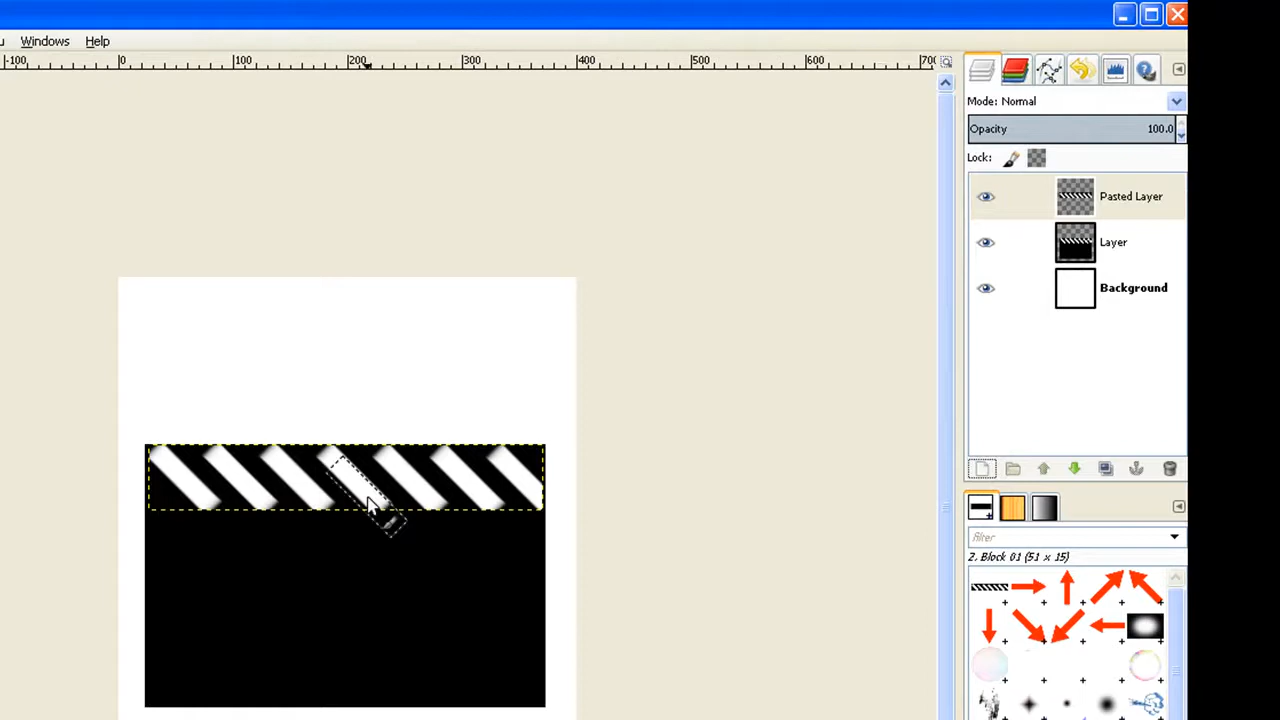 Windows Help
-100 0 100 200 300 400 500 600 700
Mode: Normal
Opacity 100.0
Lock:
Pasted Layer
Layer
Background
filter
2. Block 01 (51 x 15)